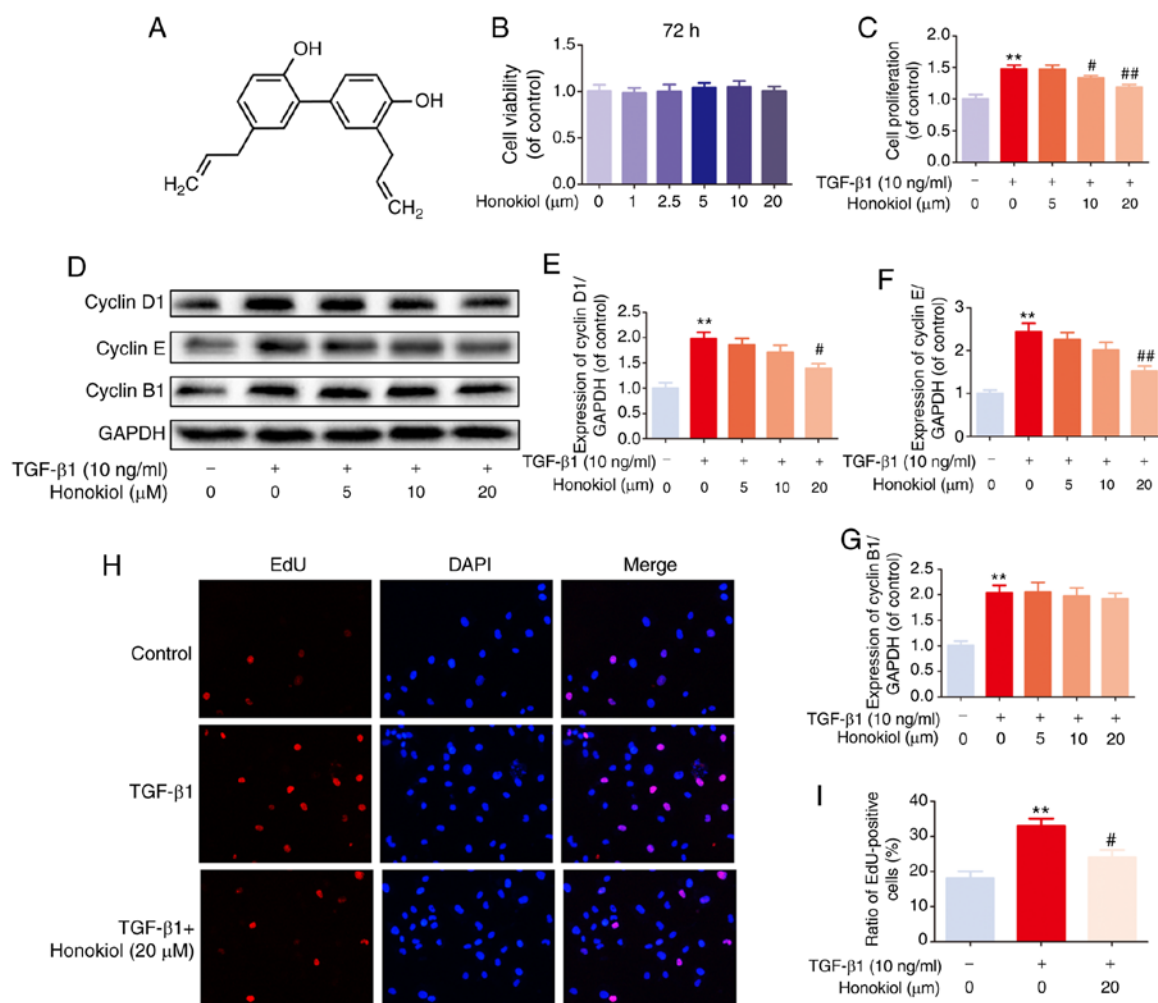 A
OH
OH
H2C
CH2
B
72 h
Cell viability
(of control)
1.5
1.0
0.5
0.0
Honokiol (μm) 0 1 2.5 5 10 20
C
Cell proliferation
(of control)
2.0
1.5
1.0
0.5
0.0
** # ##
TGF-β1 (10 ng/ml) – + + + +
Honokiol (μm) 0 0 5 10 20
D
Cyclin D1
Cyclin E
Cyclin B1
GAPDH
TGF-β1 (10 ng/ml) – + + + +
Honokiol (μM) 0 0 5 10 20
E
Expression of cyclin D1/
GAPDH (of control)
2.5
2.0
1.5
1.0
0.5
0.0
** #
TGF-β1 (10 ng/ml) – + + + +
Honokiol (μm) 0 0 5 10 20
F
Expression of cyclin E/
GAPDH (of control)
3
2
1
0
** ##
TGF-β1 (10 ng/ml) – + + + +
Honokiol (μm) 0 0 5 10 20
G
Expression of cyclin B1/
GAPDH (of control)
2.5
2.0
1.5
1.0
0.5
0.0
**
TGF-β1 (10 ng/ml) – + + + +
Honokiol (μm) 0 0 5 10 20
H
EdU DAPI Merge
Control
TGF-β1
TGF-β1+
Honokiol (20 μM)
I
Ratio of EdU-positive
cells (%)
40
30
20
10
0
** #
TGF-β1 (10 ng/ml) – + +
Honokiol (μm) 0 0 20